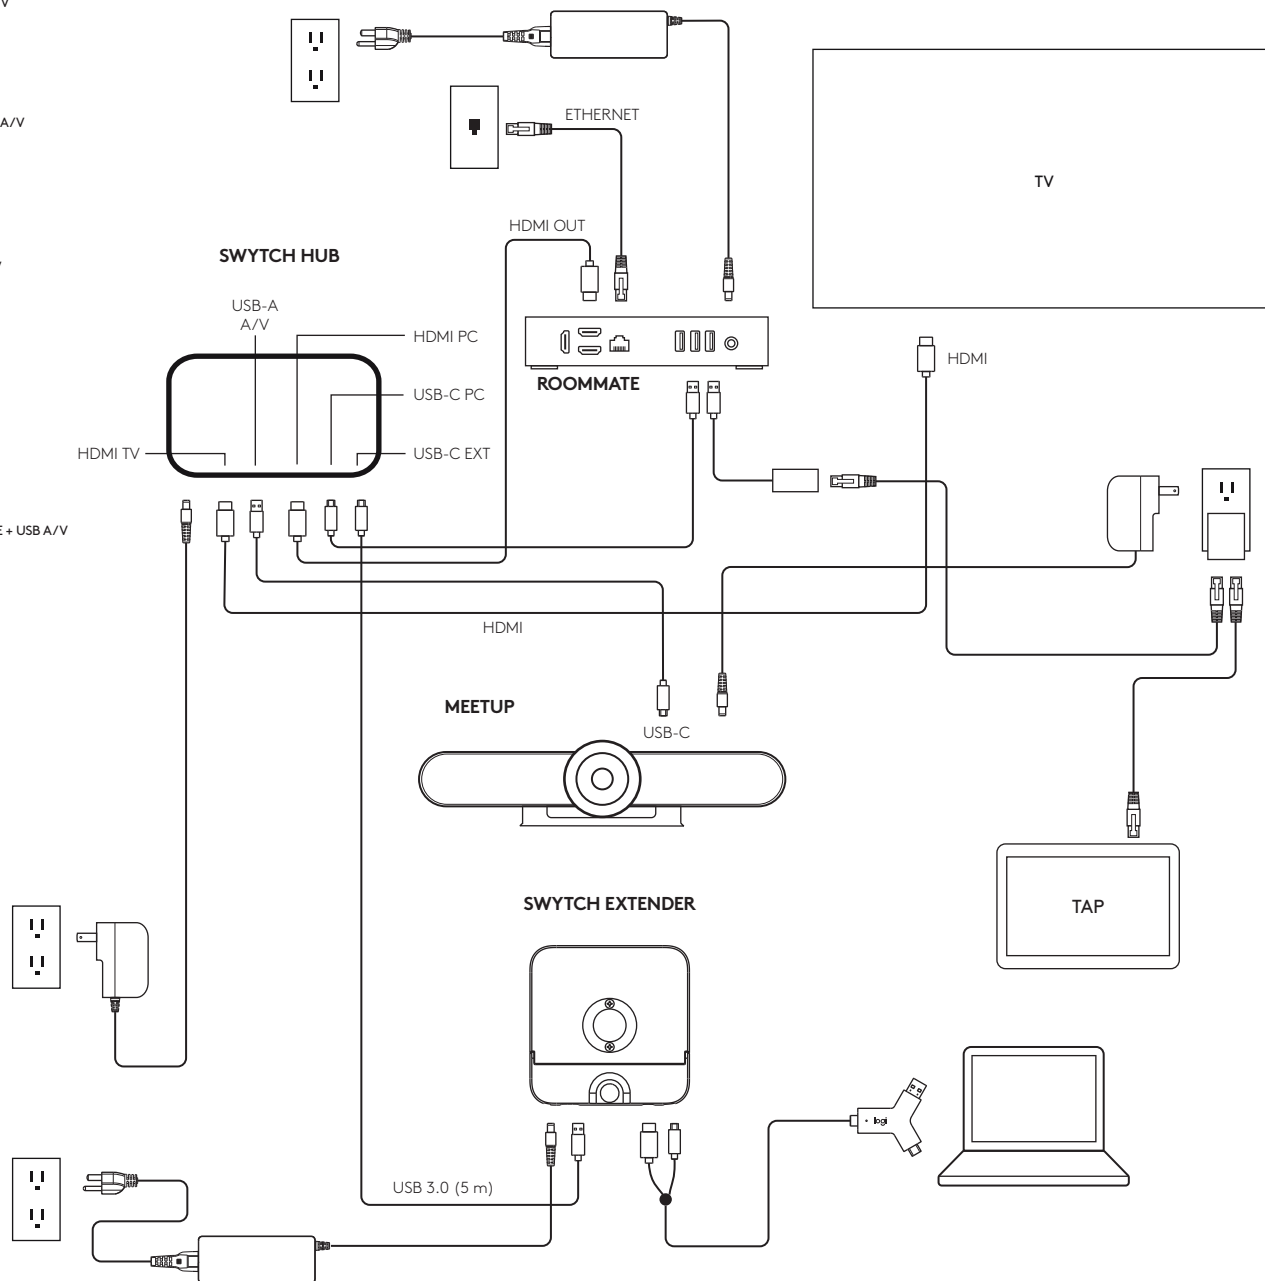 V
A/V
ETHERNET
TV
HDMI OUT
SWYTCH HUB
USB-A
A/V
HDMI PC
HDMI
ROOMMATE
USB-C PC
HDMI TV
USB-C EXT
E + USB A/V
HDMI
MEETUP
USB-C
SWYTCH EXTENDER
TAP
logi
USB 3.0 (5 m)